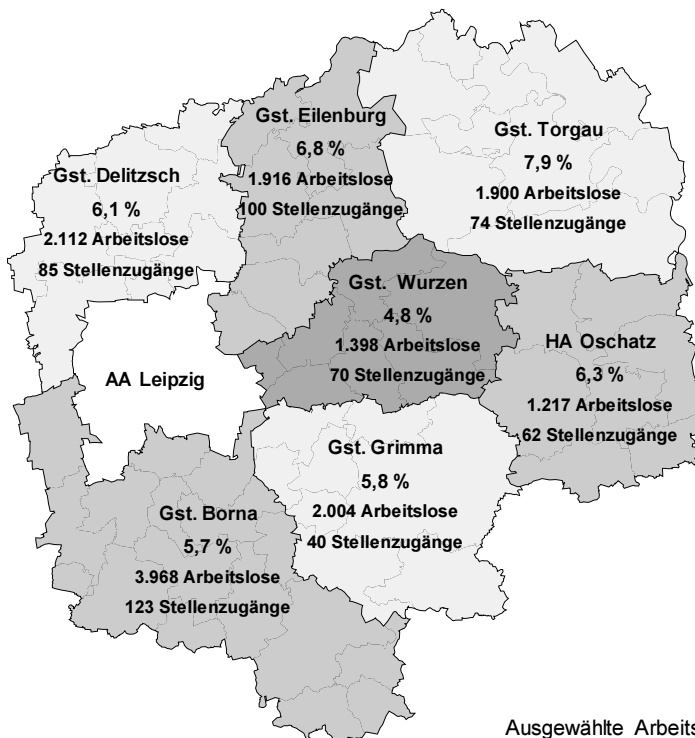 Gst. Eilenburg
6,8 %
1.916 Arbeitslose
100 Stellenzugänge
Gst. Torgau
7,9 %
1.900 Arbeitslose
74 Stellenzugänge
Gst. Delitzsch
6,1 %
2.112 Arbeitslose
85 Stellenzugänge
Gst. Wurzen
4,8 %
1.398 Arbeitslose
70 Stellenzugänge
HA Oschatz
6,3 %
1.217 Arbeitslose
62 Stellenzugänge
AA Leipzig
Gst. Grimma
5,8 %
2.004 Arbeitslose
40 Stellenzugänge
Gst. Borna
5,7 %
3.968 Arbeitslose
123 Stellenzugänge
Ausgewählte Arbeits